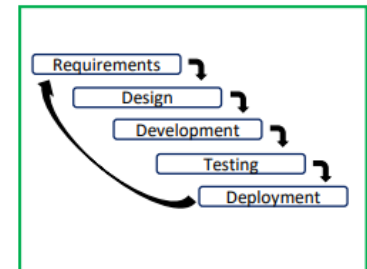 Requirements
Design
Development
Testing
Deployment